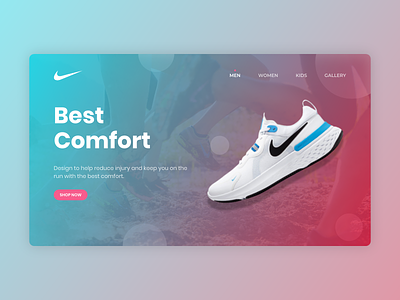 MEN WOMEN KIDS GALLERY
Best
Comfort
Design to help reduce injury and keep you on the
run with the best comfort.
SHOP NOW